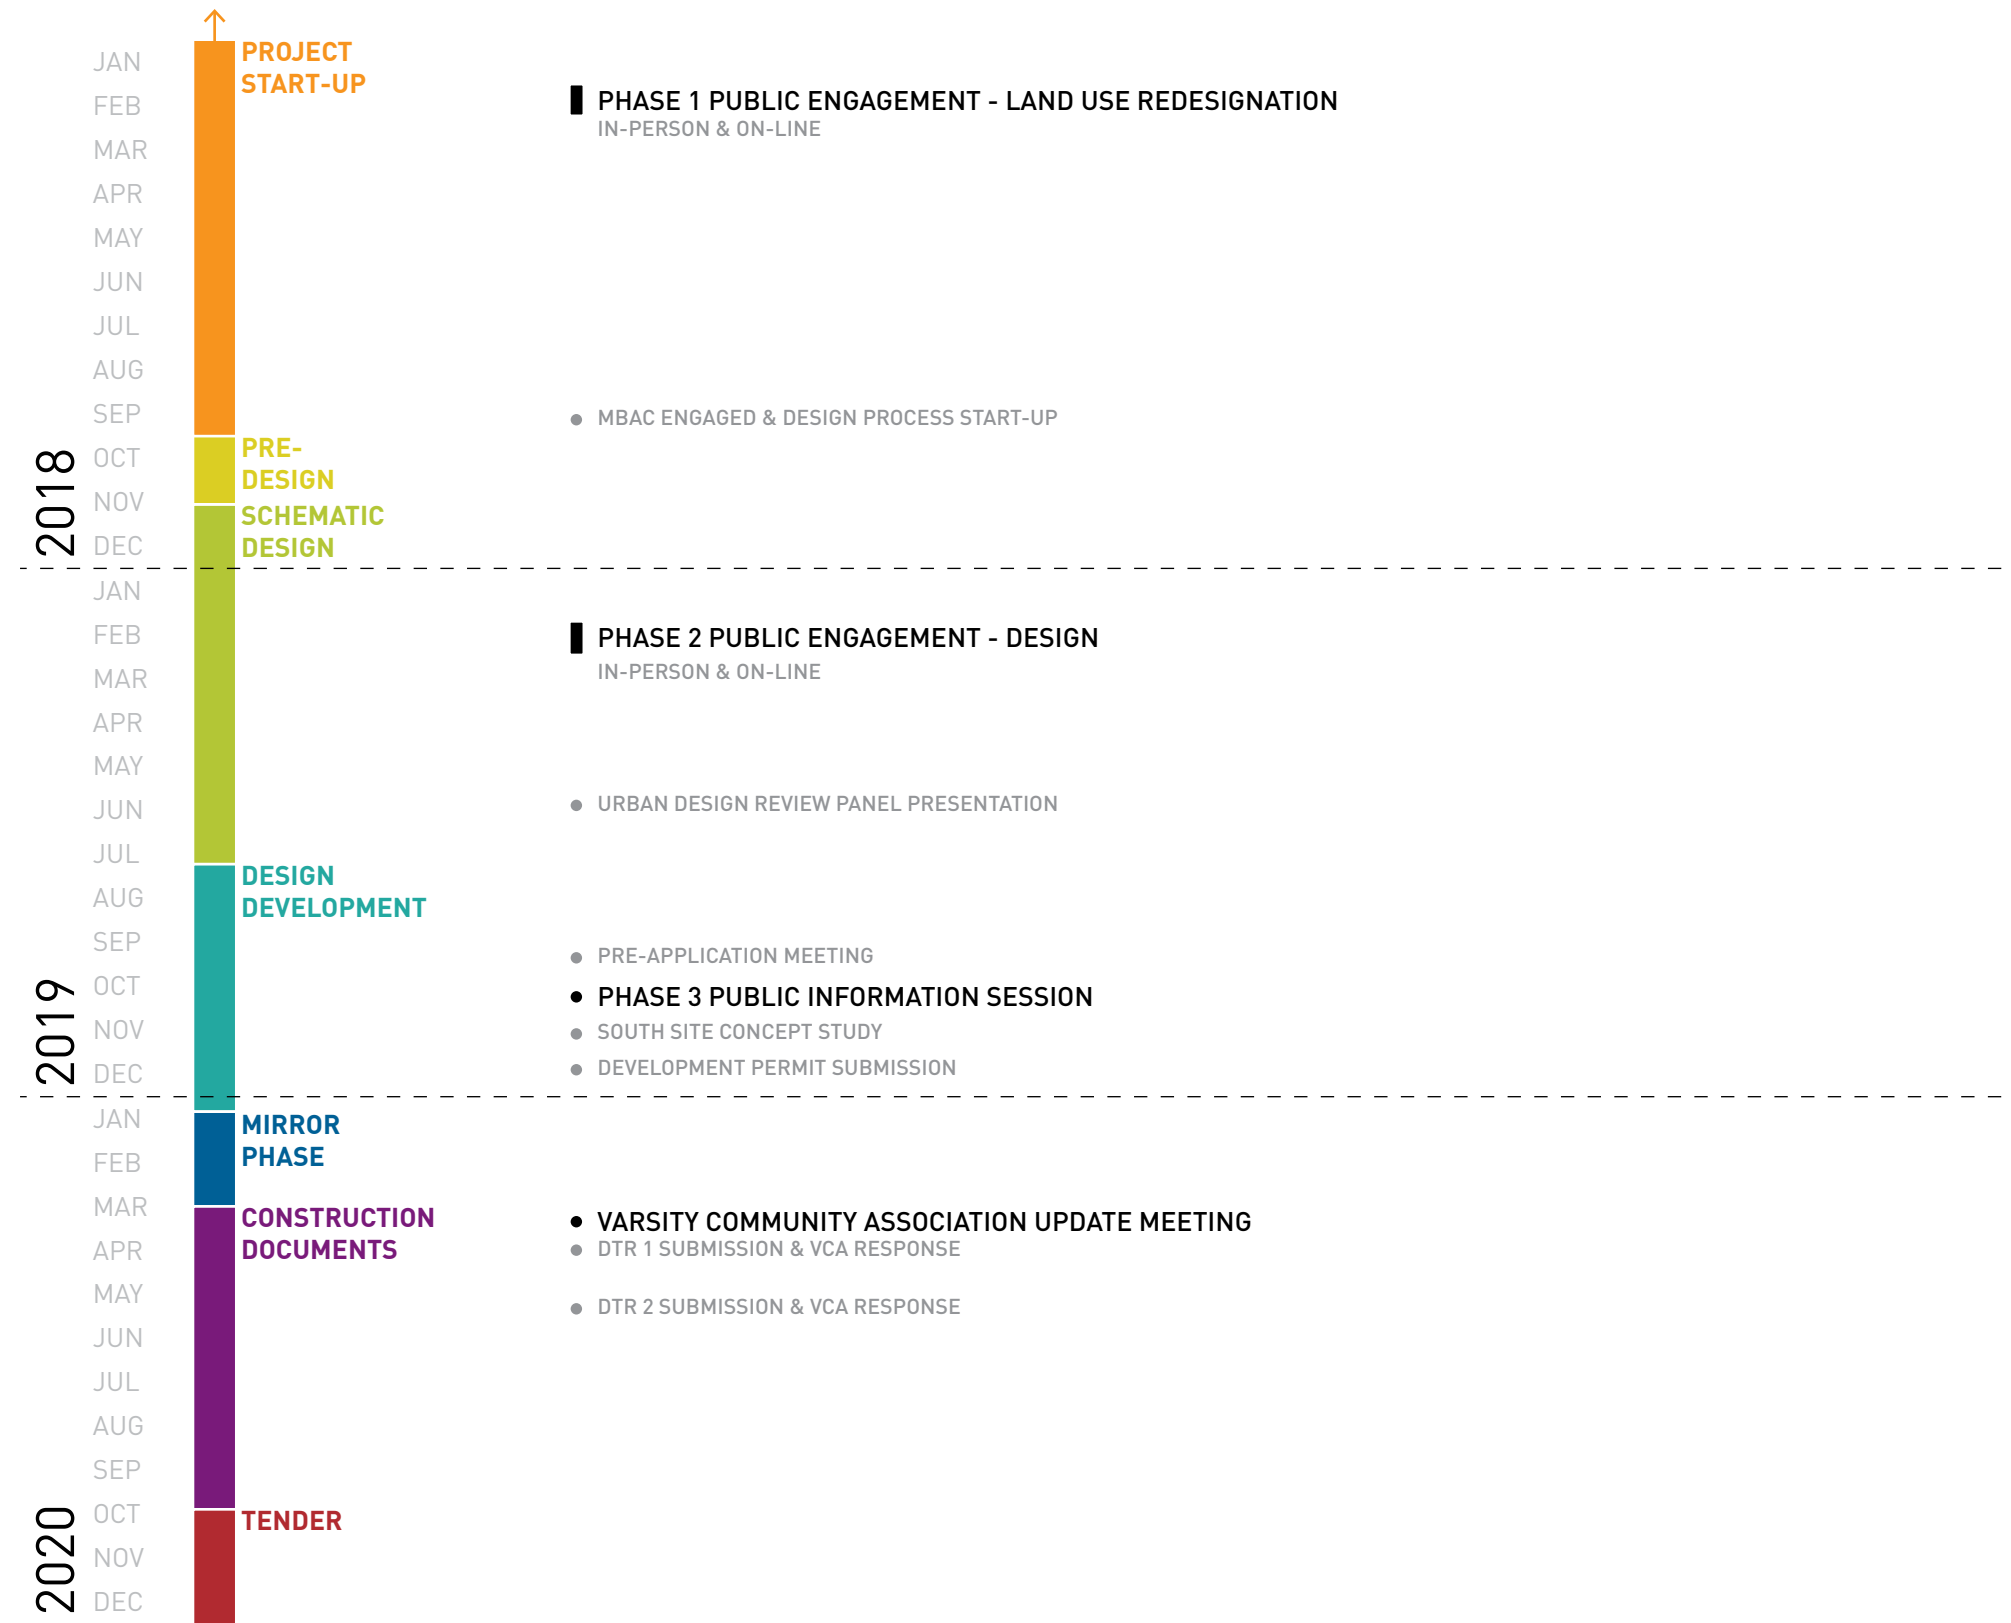 PROJECT
START-UP
JAN
FEB
PHASE 1 PUBLIC ENGAGEMENT - LAND USE REDESIGNATION
IN-PERSON & ON-LINE
MAR
APR
MAY
JUN
JUL
AUG
SEP
MBAC ENGAGED & DESIGN PROCESS START-UP
2018
PRE-
DESIGN
OCT
NOV
SCHEMATIC
DESIGN
DEC
JAN
FEB
PHASE 2 PUBLIC ENGAGEMENT - DESIGN
IN-PERSON & ON-LINE
MAR
APR
MAY
JUN
URBAN DESIGN REVIEW PANEL PRESENTATION
JUL
DESIGN
DEVELOPMENT
AUG
SEP
PRE-APPLICATION MEETING
2019
OCT
PHASE 3 PUBLIC INFORMATION SESSION
NOV
SOUTH SITE CONCEPT STUDY
DEC
DEVELOPMENT PERMIT SUBMISSION
JAN
MIRROR
PHASE
FEB
MAR
CONSTRUCTION
DOCUMENTS
VARSITY COMMUNITY ASSOCIATION UPDATE MEETING
APR
DTR 1 SUBMISSION & VCA RESPONSE
MAY
DTR 2 SUBMISSION & VCA RESPONSE
JUN
JUL
AUG
SEP
2020
OCT
TENDER
NOV
DEC